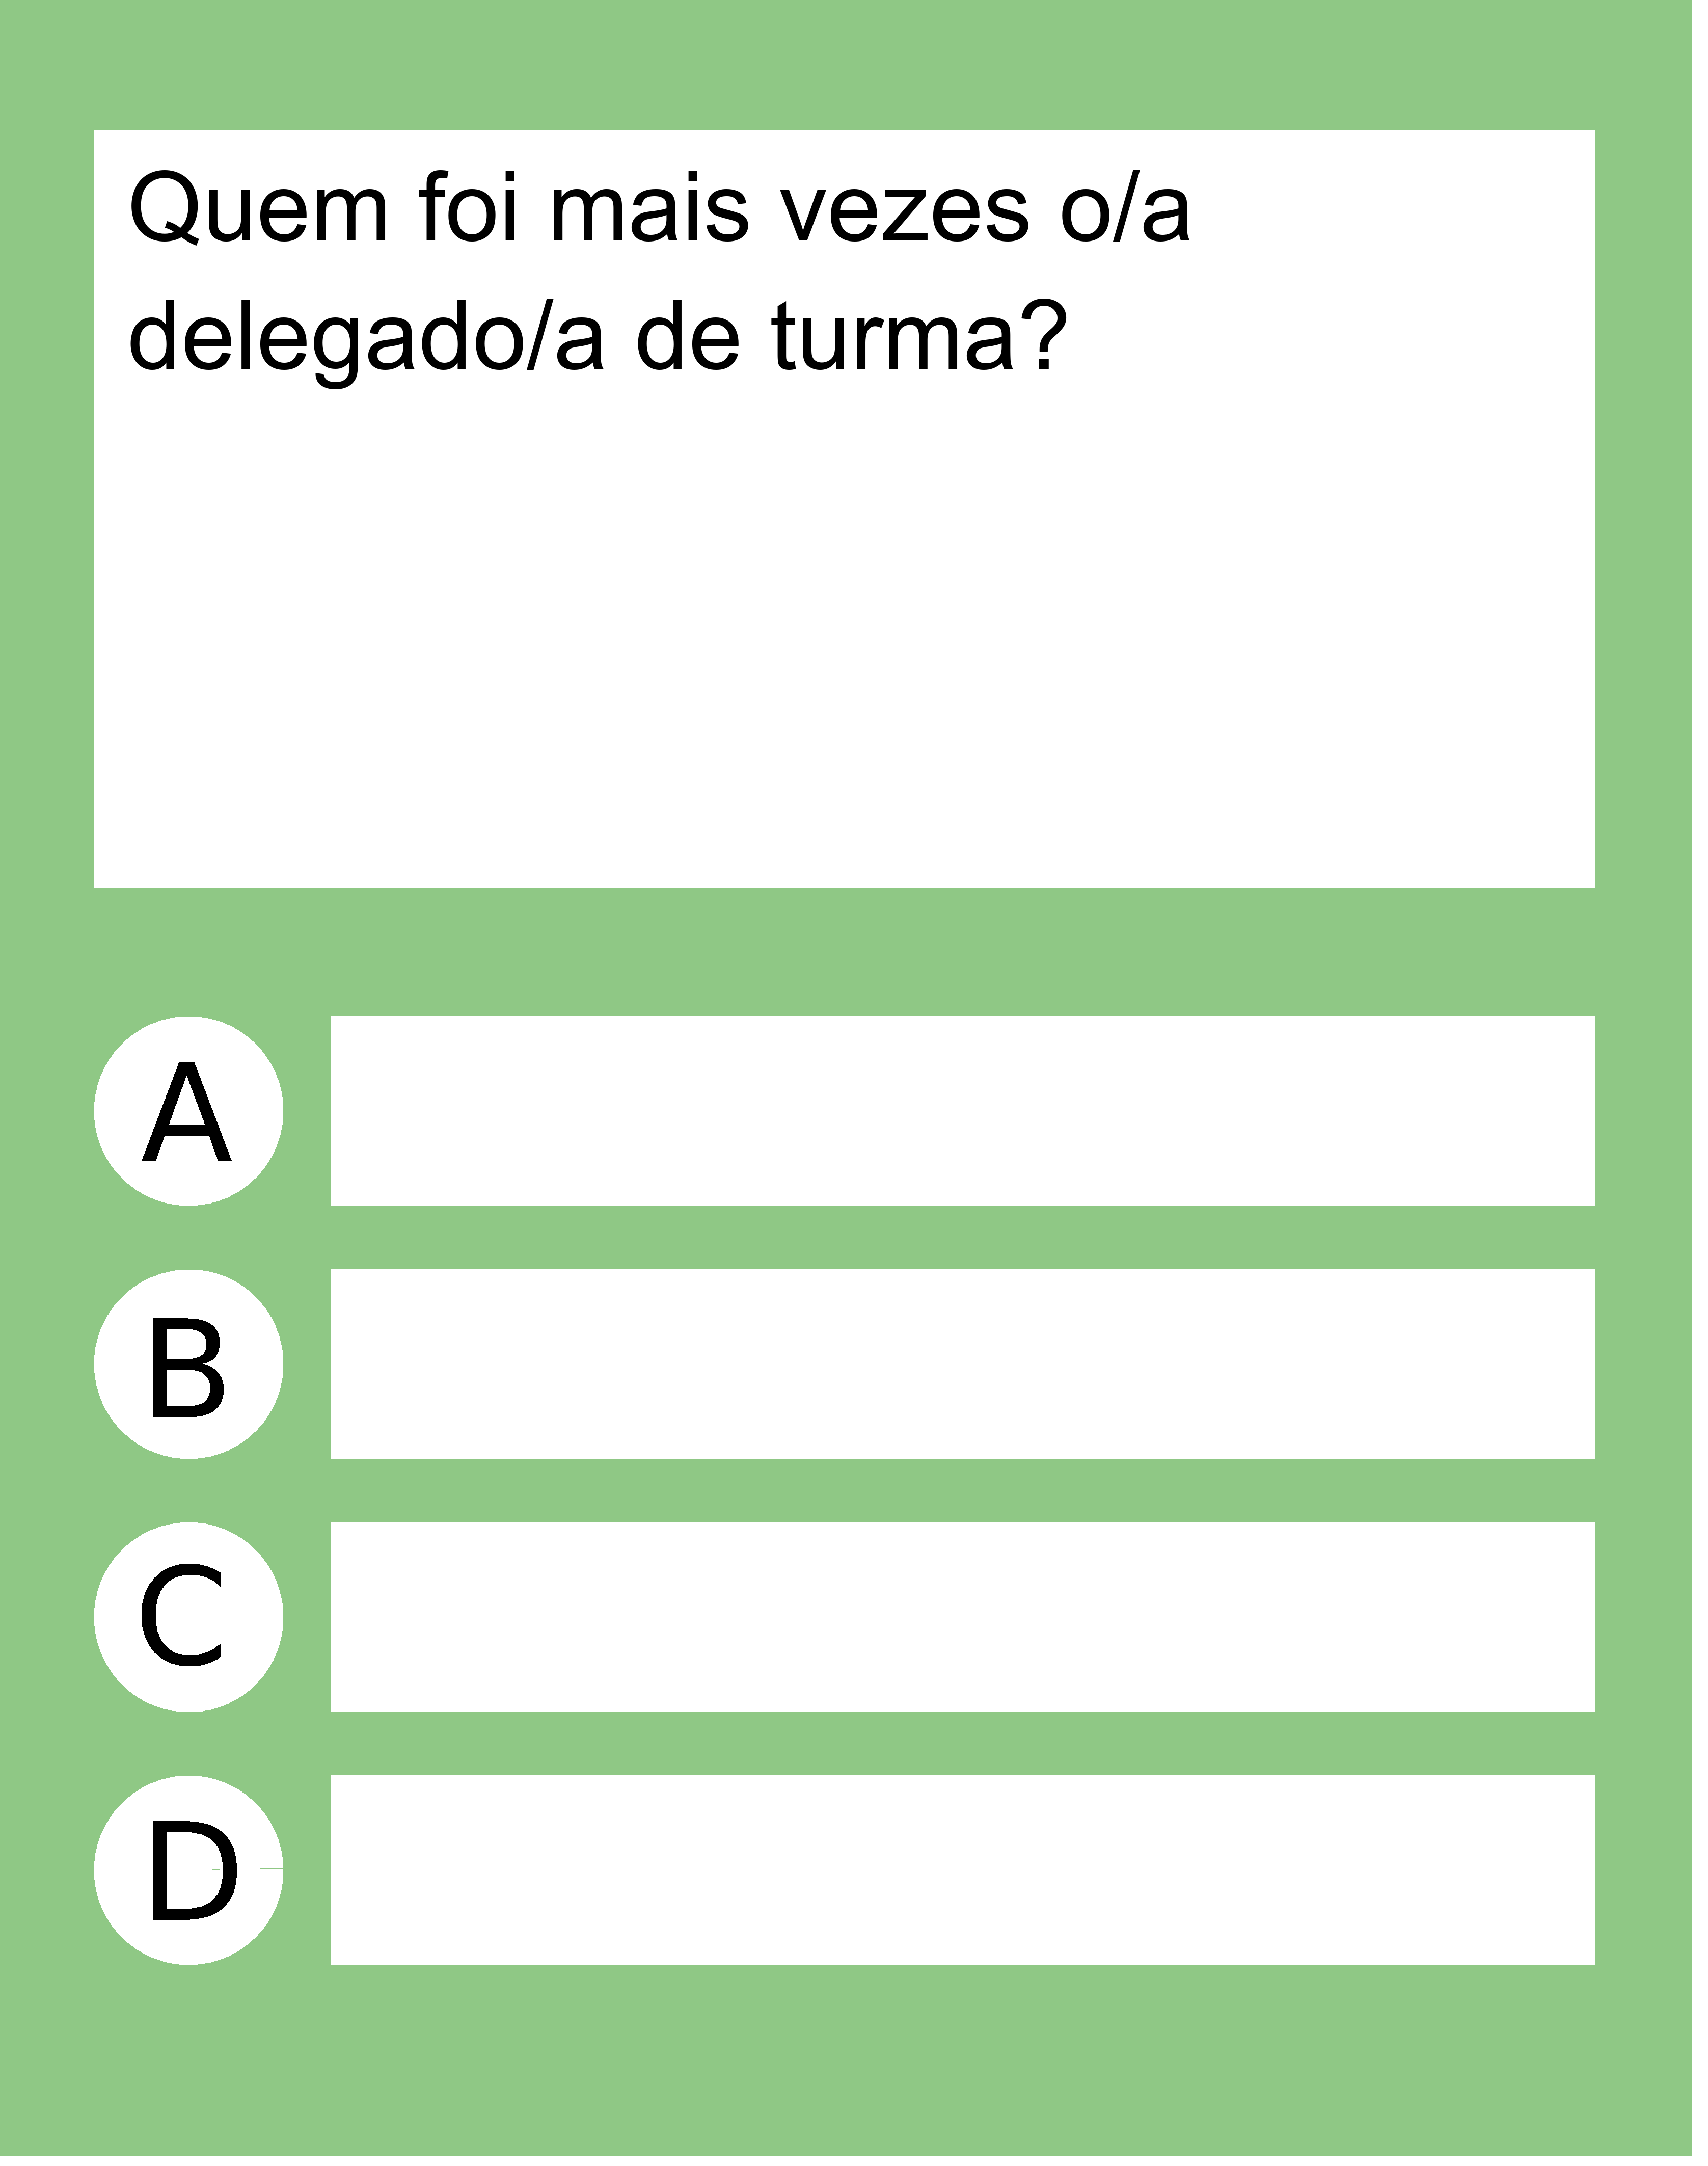 Quem foi mais vezes o/a
delegado/a de turma?
A
B
C
D